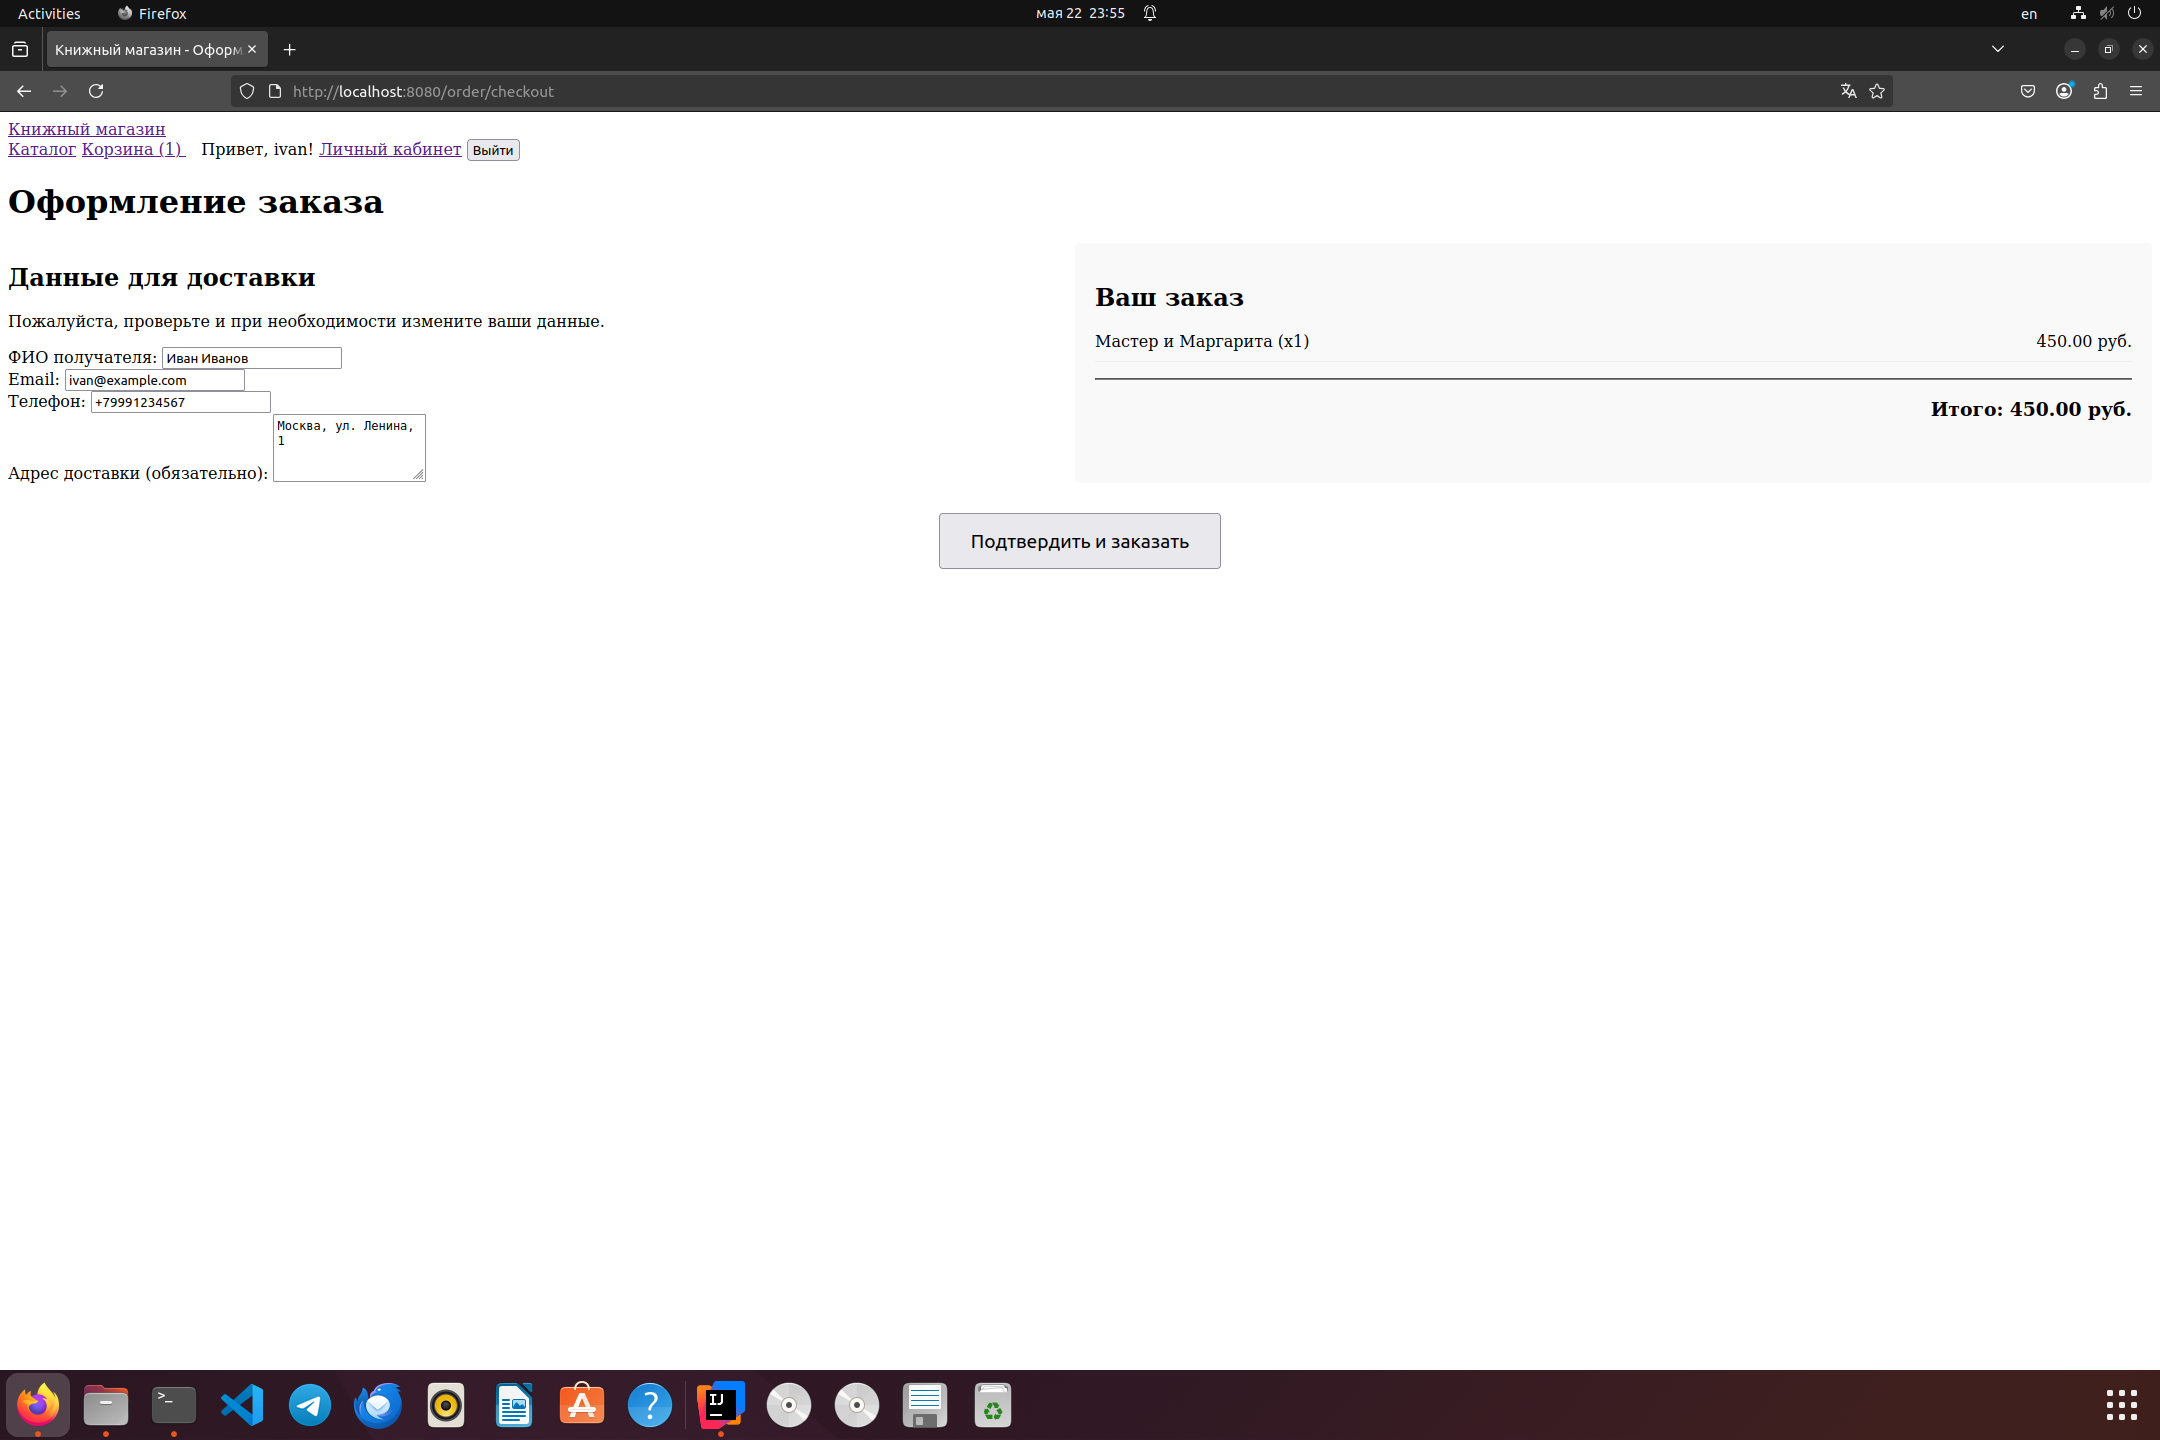 Activities Firefox мая 22 23:55 en
Книжный магазин - Оформ
http://localhost:8080/order/checkout
Книжный магазин
Каталог Корзина (1) Привет, ivan! Личный кабинет Выйти
Оформление заказа
Данные для доставки
Пожалуйста, проверьте и при необходимости измените ваши данные.
ФИО получателя: Иван Иванов
Email: ivan@example.com
Телефон: +79991234567
Адрес доставки (обязательно): Москва, ул. Ленина,
1
Ваш заказ
Мастер и Маргарита (x1) 450.00 руб.
Итого: 450.00 руб.
Подтвердить и заказать